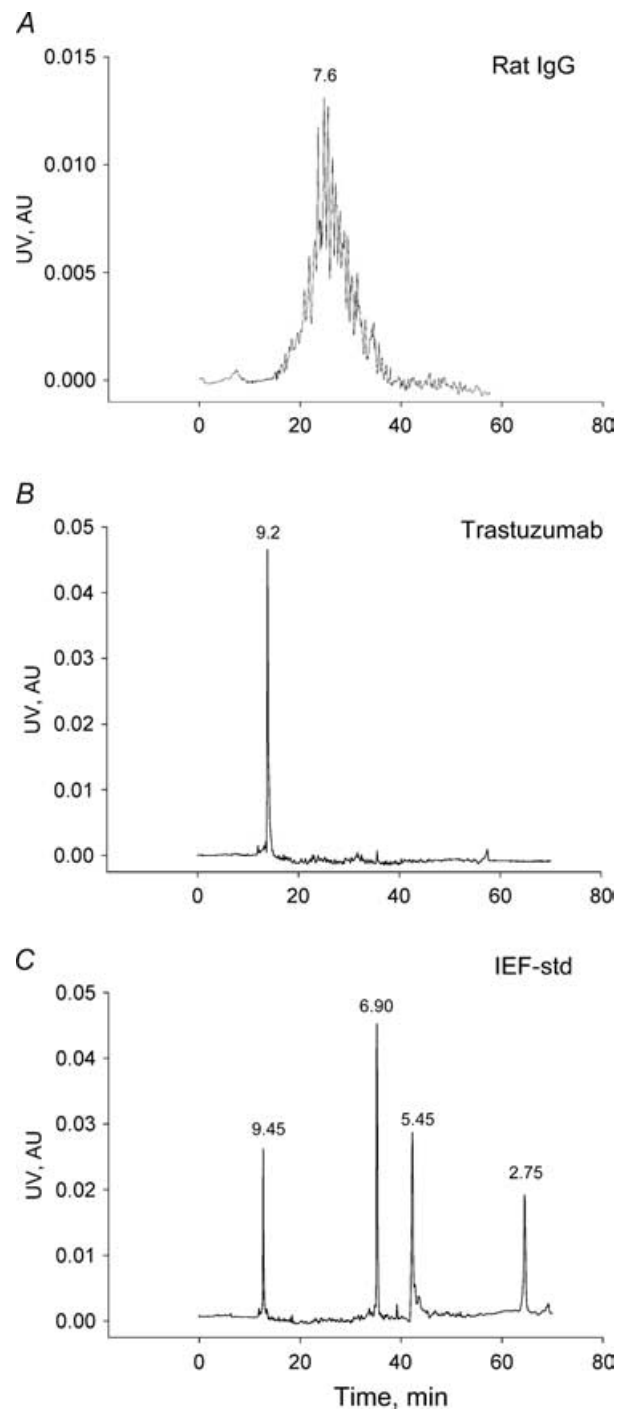 A
Rat IgG
7.6
0.015
0.010
0.005
0.000
UV, AU
0 20 40 60 80
B
Trastuzumab
9.2
0.05
0.04
0.03
0.02
0.01
0.00
UV, AU
0 20 40 60 80
C
IEF-std
6.90
9.45
5.45
2.75
0.05
0.04
0.03
0.02
0.01
0.00
UV, AU
0 20 40 60 80
Time, min